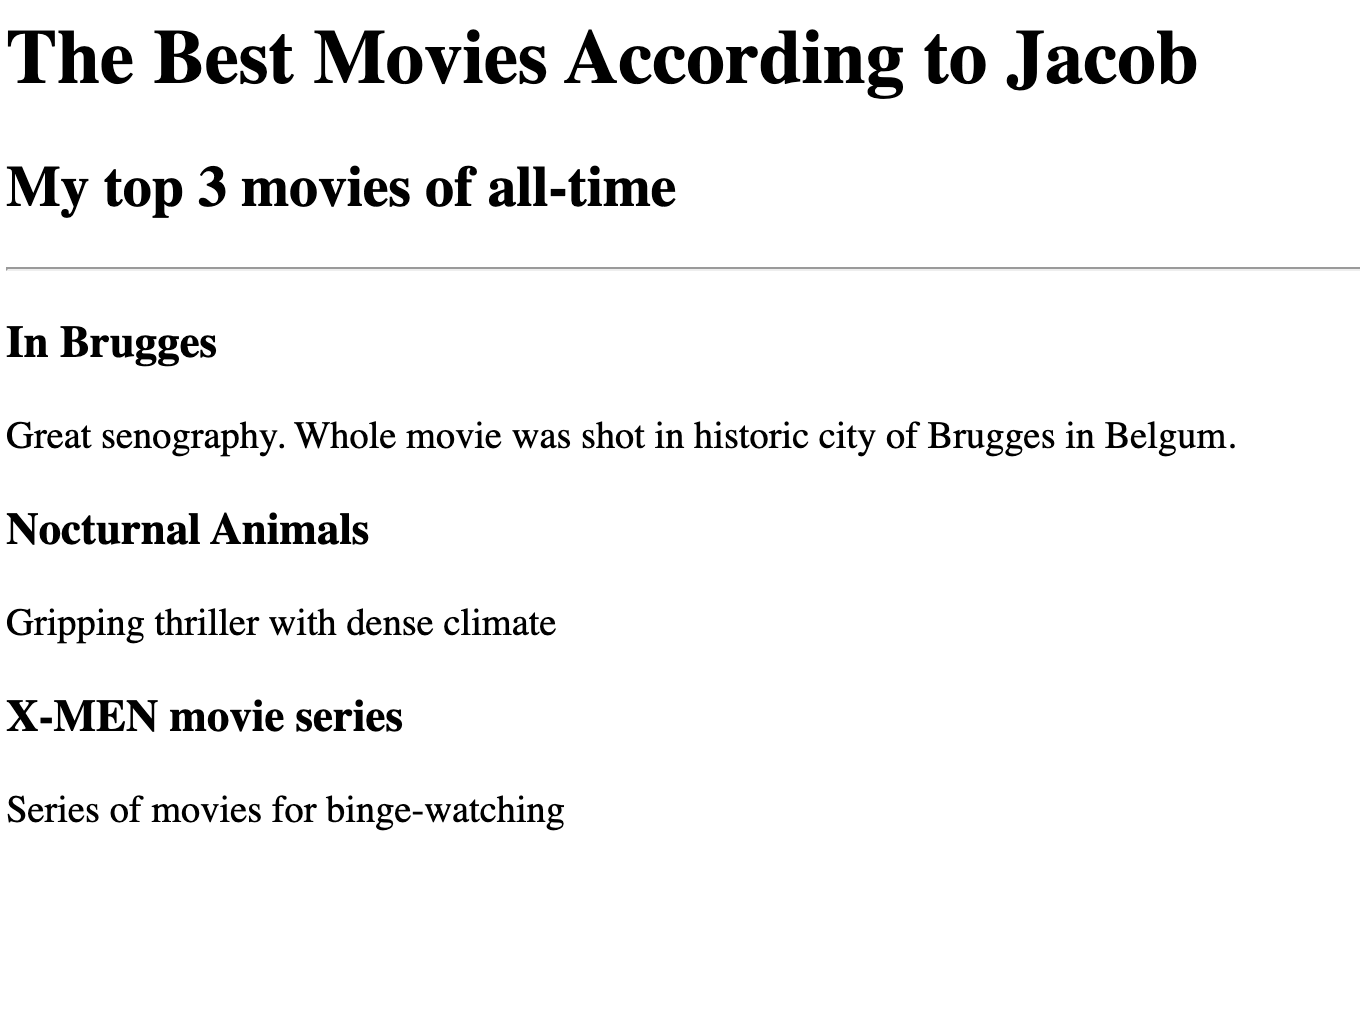 The Best Movies According to Jacob
My top 3 movies of all-time
In Brugges
Great senography. Whole movie was shot in historic city of Brugges in Belgum.
Nocturnal Animals
Gripping thriller with dense climate
X-MEN movie series
Series of movies for binge-watching